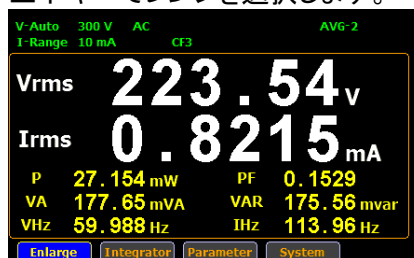 V-Auto 300 V AC AVG-2
I-Range 10 mA CF3
Vrms 223.54 V
Irms 0.8215 mA
P 27.154 mW PF 0.1529
VA 177.65 mVA VAR 175.56 mvar
VHz 59.988 Hz IHz 113.96 Hz
Enlarge Integrator Parameter System